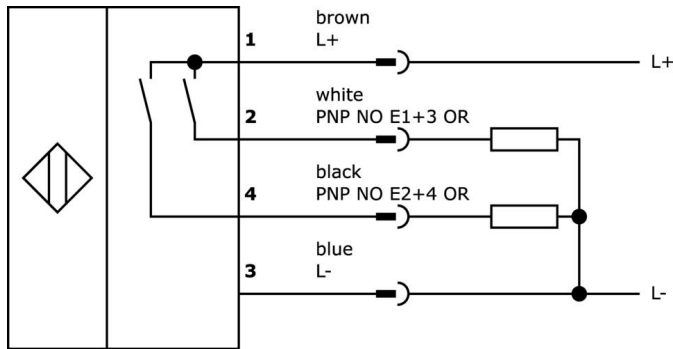 brown
1 L+ L+
white
2 PNP NO E1+3 OR
black
4 PNP NO E2+4 OR
blue
3 L- L-